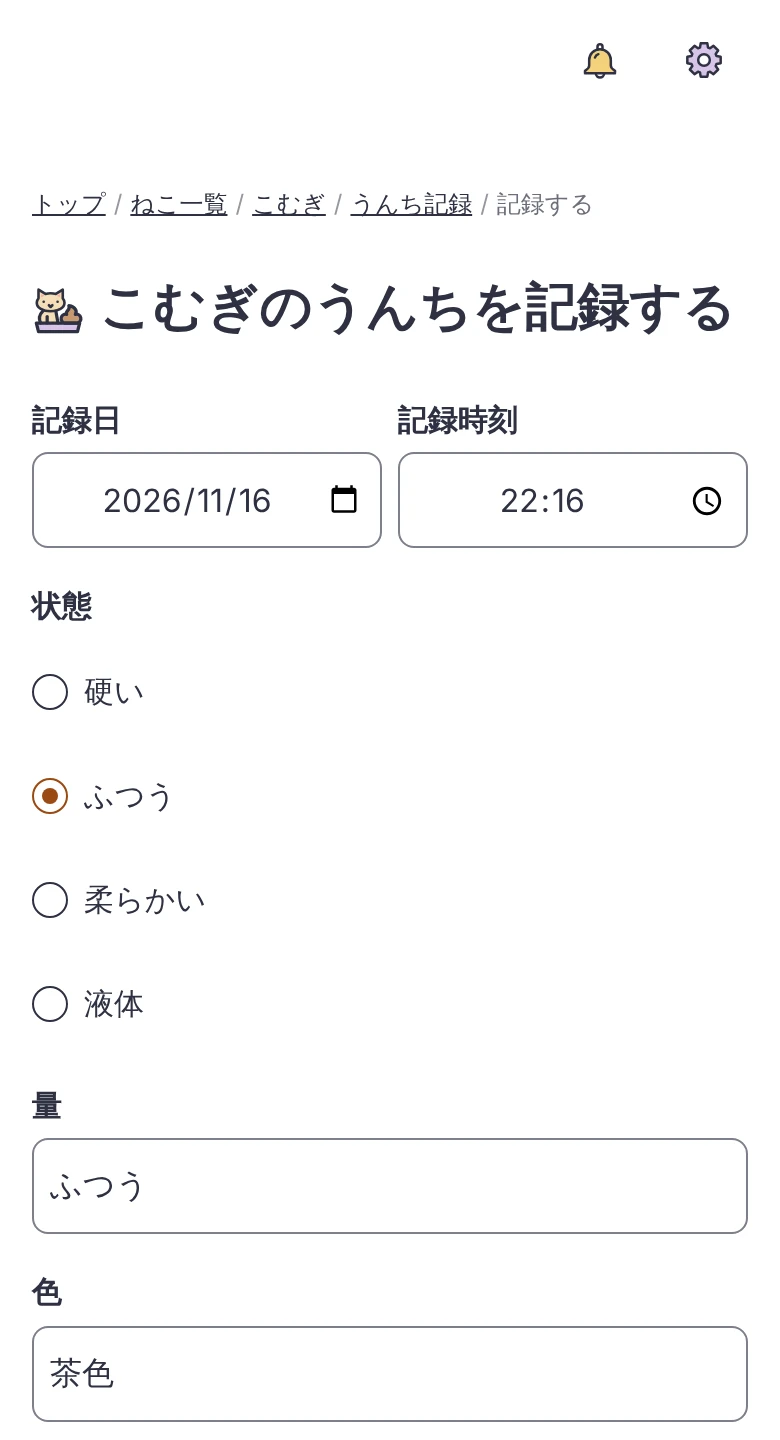 トップ / ねこ一覧 / こむぎ / うんち記録 / 記録する
こむぎのうんちを記録する
記録日 記録時刻
2026/11/16 22:16
状態
硬い
ふつう
柔らかい
液体
量
ふつう
色
茶色